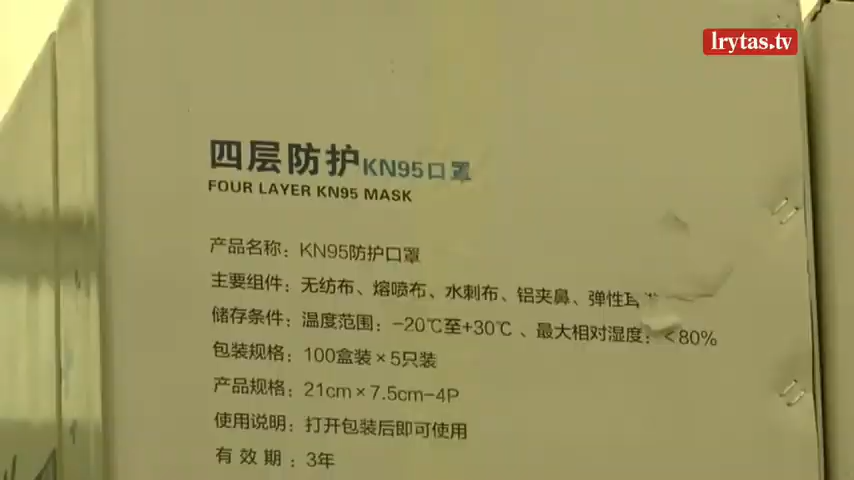 lrytas.tv
四层防护KN95口罩
FOUR LAYER KN95 MASK
产品名称：KN95防护口罩
主要组件：无纺布、熔喷布、水刺布、铝夹鼻、弹性耳
储存条件：温度范围：-20℃至+30℃、最大相对湿度：<80%
包装规格：100盒装×5只装
产品规格：21cm×7.5cm-4P
使用说明：打开包装后即可使用
有效期：3年